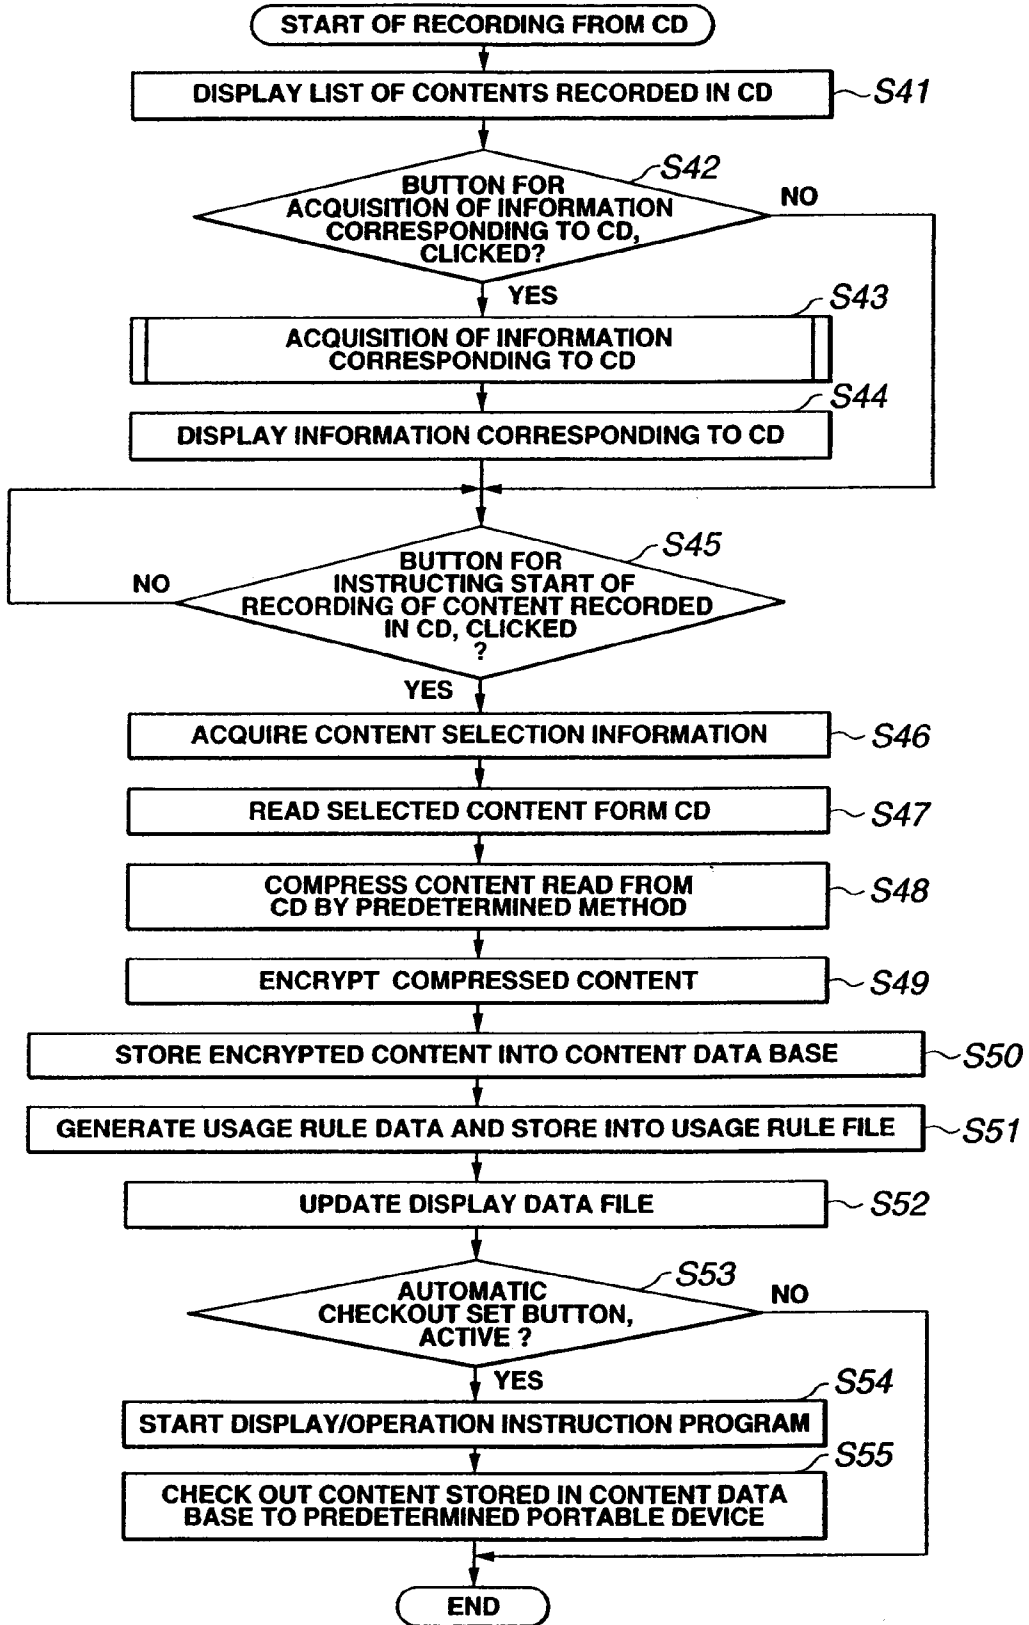 START OF RECORDING FROM CD
DISPLAY LIST OF CONTENTS RECORDED IN CD
S41
S42
BUTTON FOR
ACQUISITION OF INFORMATION
CORRESPONDING TO CD,
CLICKED?
NO
YES
S43
ACQUISITION OF INFORMATION
CORRESPONDING TO CD
S44
DISPLAY INFORMATION CORRESPONDING TO CD
S45
BUTTON FOR
INSTRUCTING START OF
RECORDING OF CONTENT RECORDED
IN CD, CLICKED
?
NO
YES
ACQUIRE CONTENT SELECTION INFORMATION
S46
READ SELECTED CONTENT FORM CD
S47
COMPRESS CONTENT READ FROM
CD BY PREDETERMINED METHOD
S48
ENCRYPT COMPRESSED CONTENT
S49
STORE ENCRYPTED CONTENT INTO CONTENT DATA BASE
S50
GENERATE USAGE RULE DATA AND STORE INTO USAGE RULE FILE
S51
UPDATE DISPLAY DATA FILE
S52
S53
AUTOMATIC
CHECKOUT SET BUTTON,
ACTIVE ?
NO
YES
S54
START DISPLAY/OPERATION INSTRUCTION PROGRAM
S55
CHECK OUT CONTENT STORED IN CONTENT DATA
BASE TO PREDETERMINED PORTABLE DEVICE
END